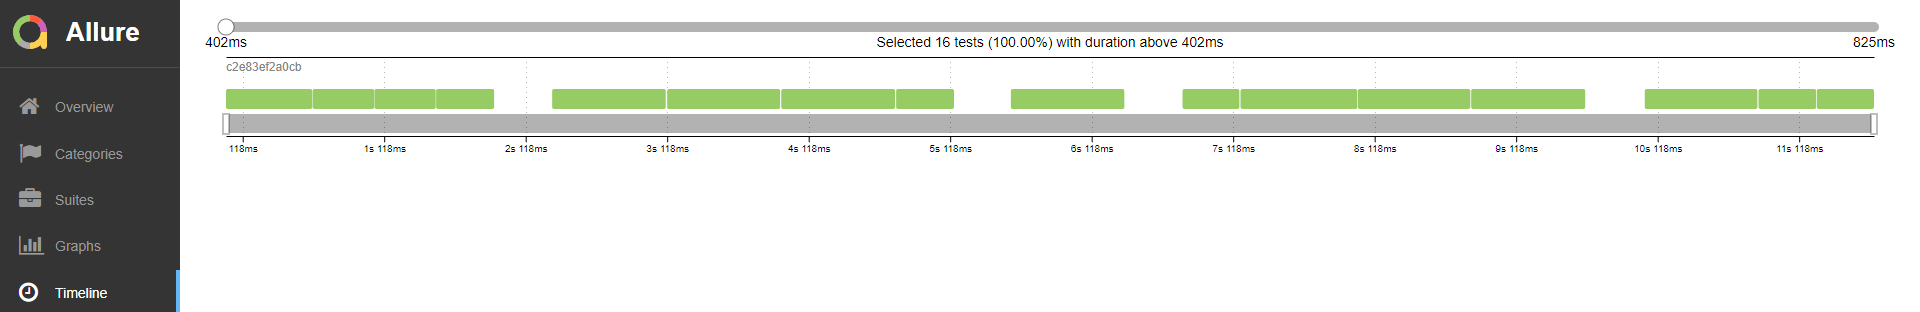 Allure
Overview
Categories
Suites
Graphs
Timeline
402ms Selected 16 tests (100.00%) with duration above 402ms 825ms
c2e83ef2a0cb
118ms 1s 118ms 2s 118ms 3s 118ms 4s 118ms 5s 118ms 6s 118ms 7s 118ms 8s 118ms 9s 118ms 10s 118ms 11s 118ms